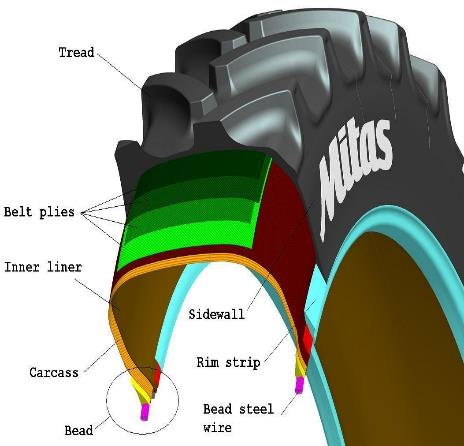 Tread
Mitas
Belt plies
Inner liner
Sidewall
Rim strip
Carcass
Bead steel
wire
Bead